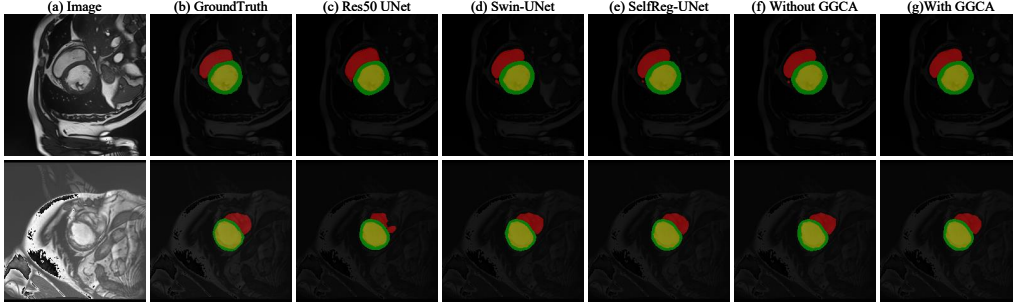 (a) Image (b) GroundTruth (c) Res50 UNet (d) Swin-UNet (e) SelfReg-UNet (f) Without GGCA (g)With GGCA